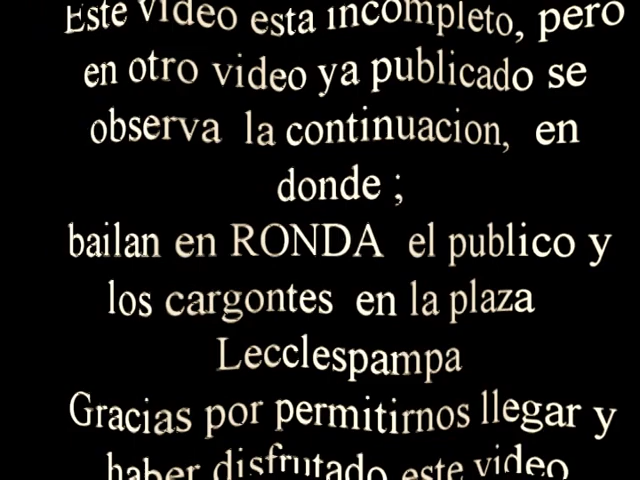 Este video esta incompleto, pero
en otro video ya publicado se
observa la continuacion, en
donde ;
bailan en RONDA el publico y
los cargontes en la plaza
Lecclespampa
Gracias por permitirnos llegar y
haber disfrutado este video